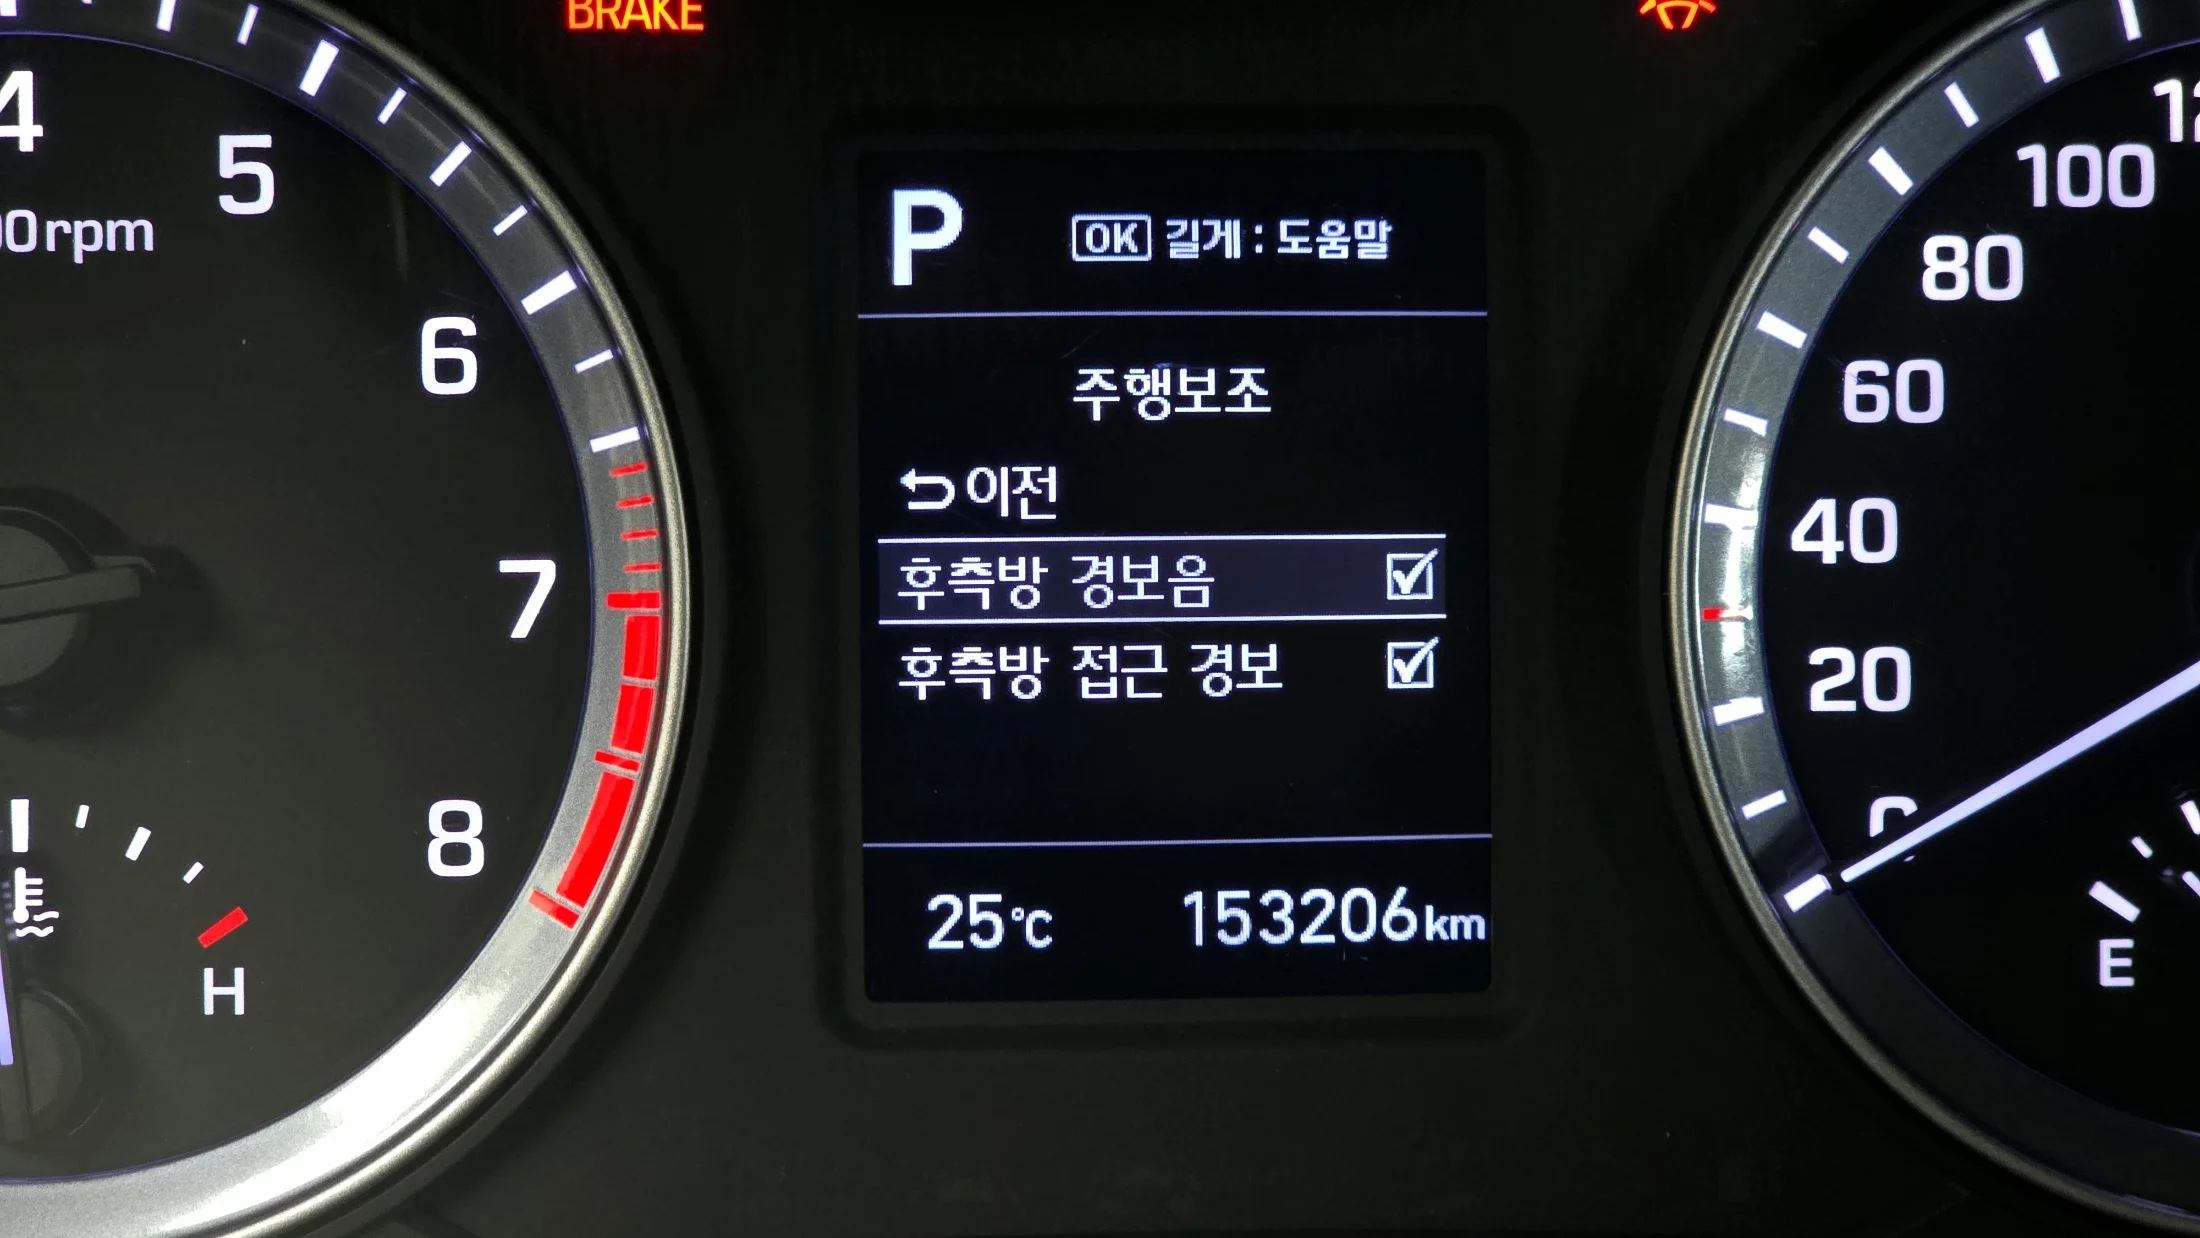 BRAKE
4
5
6
7
8
00rpm
H
P
OK 길게 : 도움말
주행보조
이전
후측방 경보음
후측방 접근 경보
25℃ 153206km
100
80
60
40
20
0
E